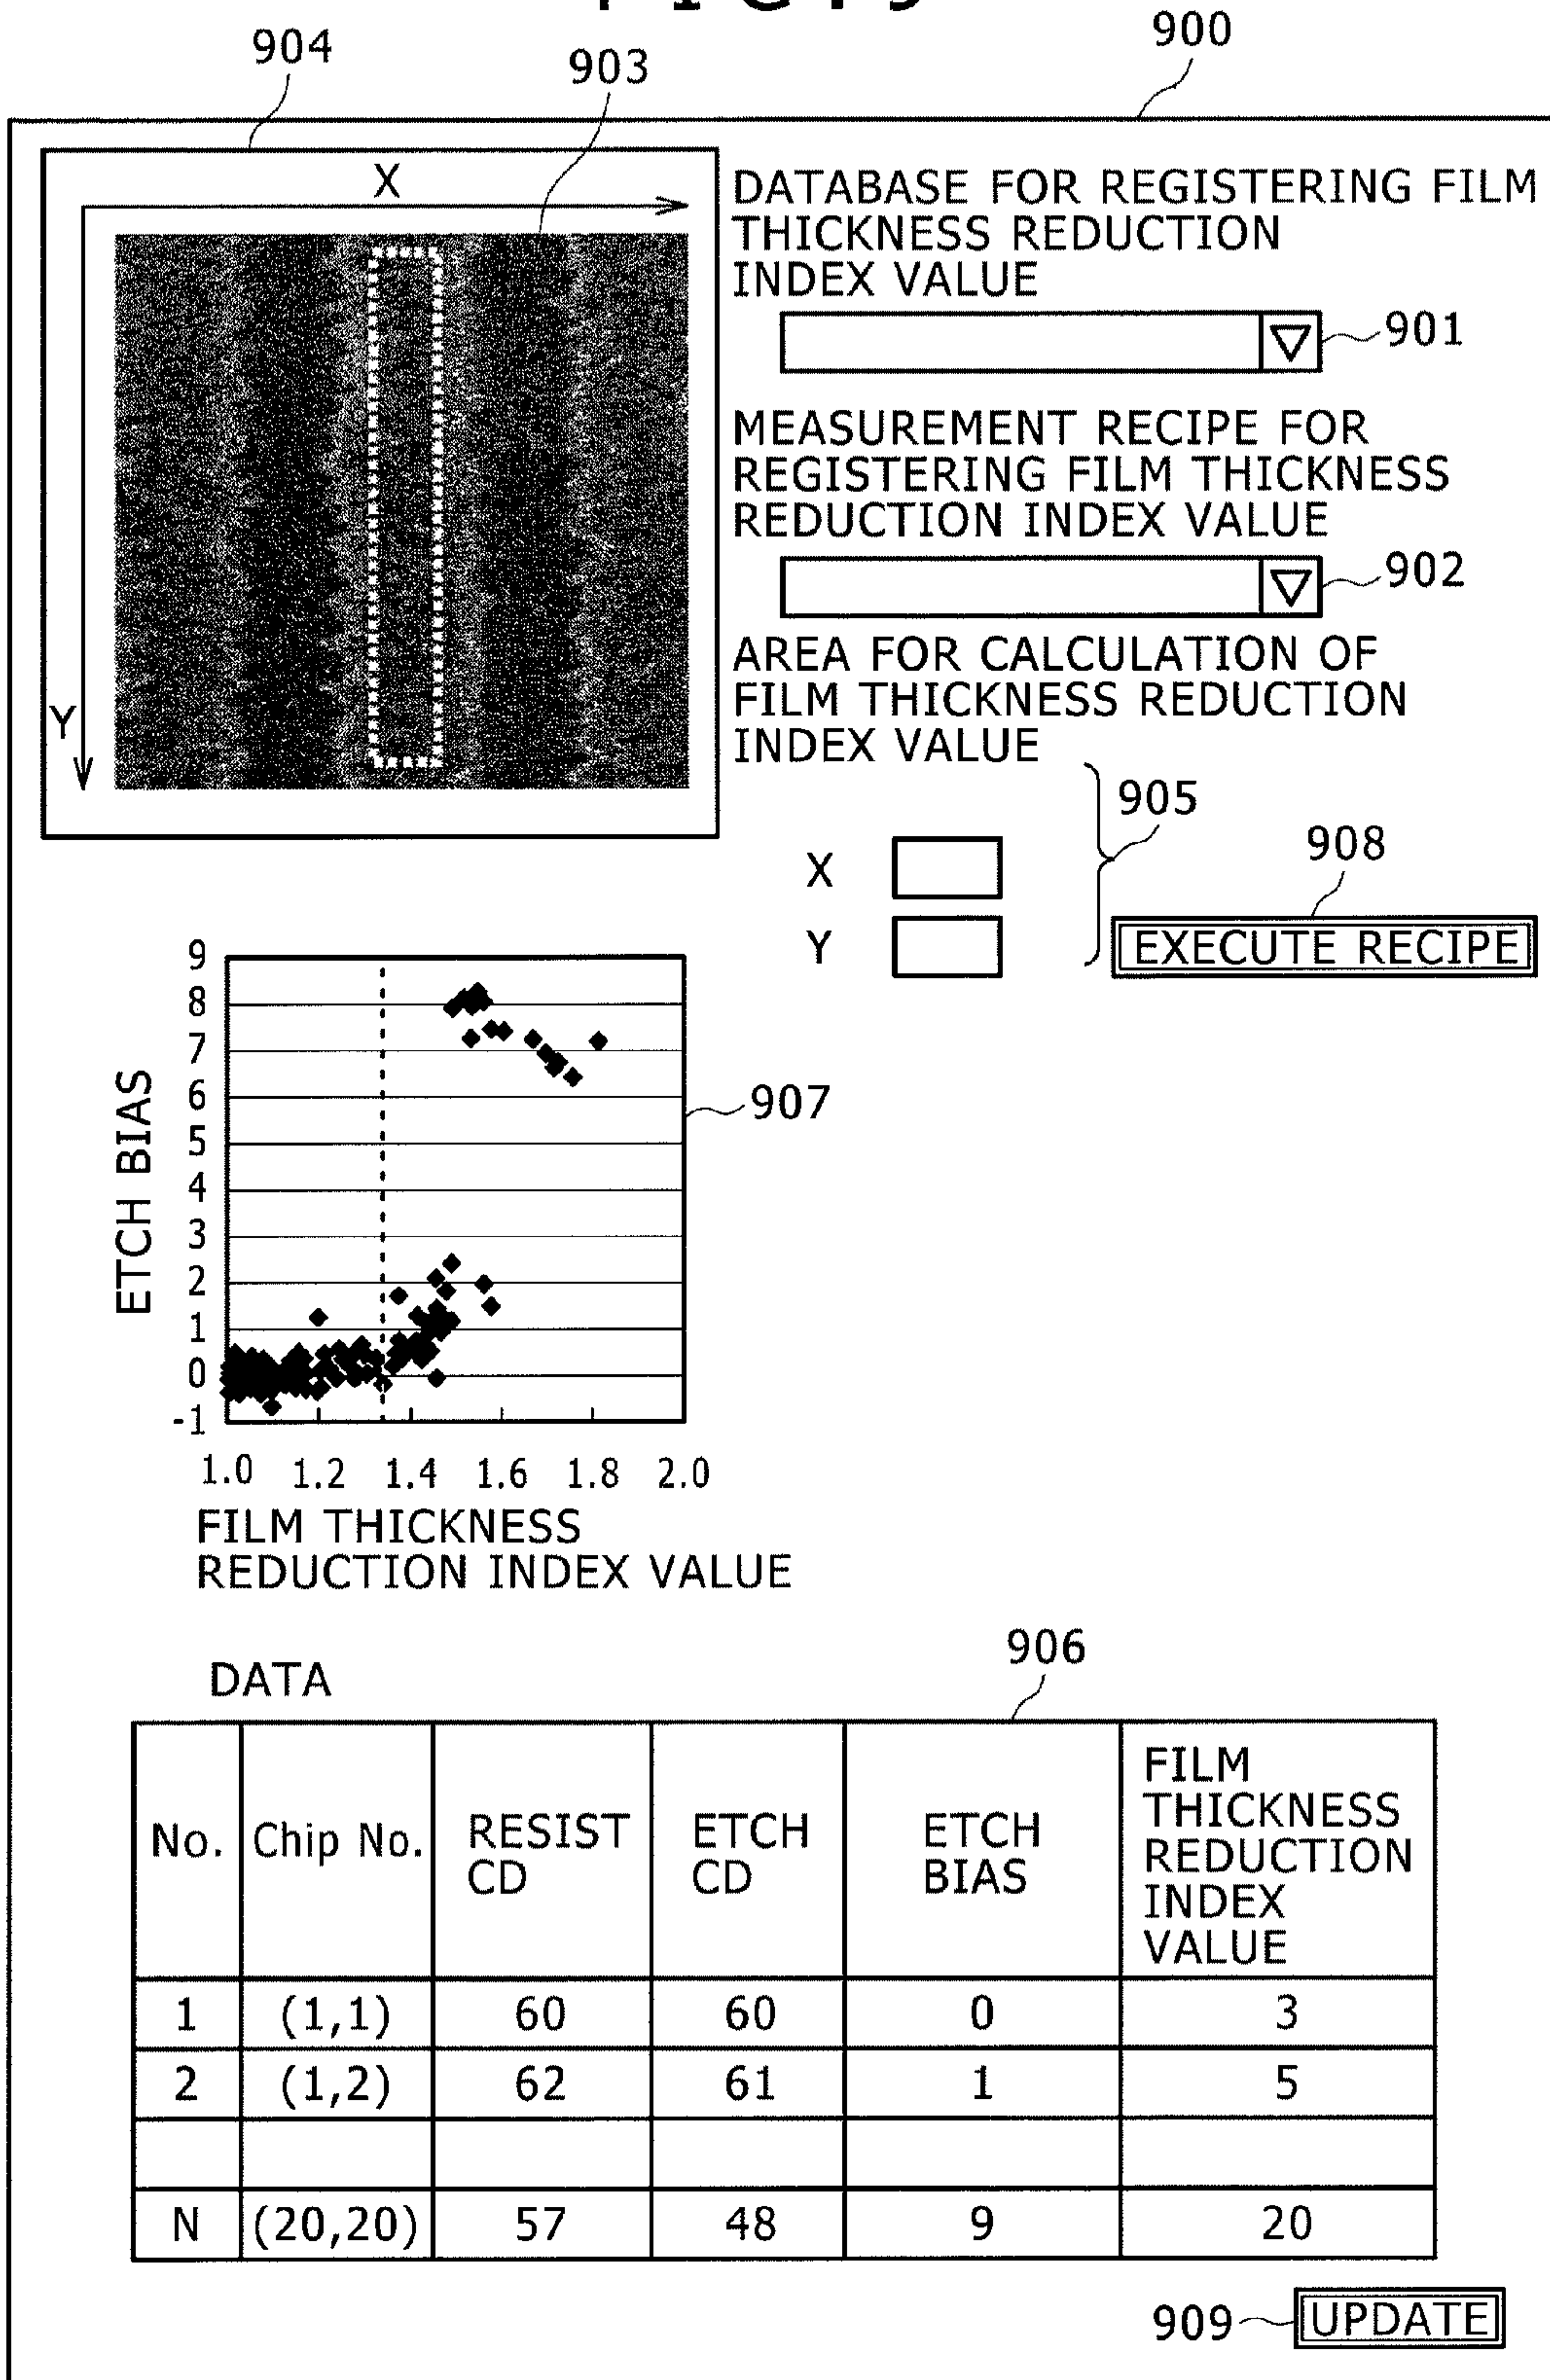 FIG. 9
904
903
900
X
Y
DATABASE FOR REGISTERING FILM
THICKNESS REDUCTION
INDEX VALUE
901
MEASUREMENT RECIPE FOR
REGISTERING FILM THICKNESS
REDUCTION INDEX VALUE
902
AREA FOR CALCULATION OF
FILM THICKNESS REDUCTION
INDEX VALUE
905
X
Y
908
EXECUTE RECIPE
ETCH BIAS
9
8
7
6
5
4
3
2
1
0
-1
907
1.0 1.2 1.4 1.6 1.8 2.0
FILM THICKNESS
REDUCTION INDEX VALUE
906
DATA
No. Chip No. RESIST CD ETCH CD ETCH BIAS FILM THICKNESS REDUCTION INDEX VALUE
1 (1,1) 60 60 0 3
2 (1,2) 62 61 1 5
N (20,20) 57 48 9 20
909
UPDATE